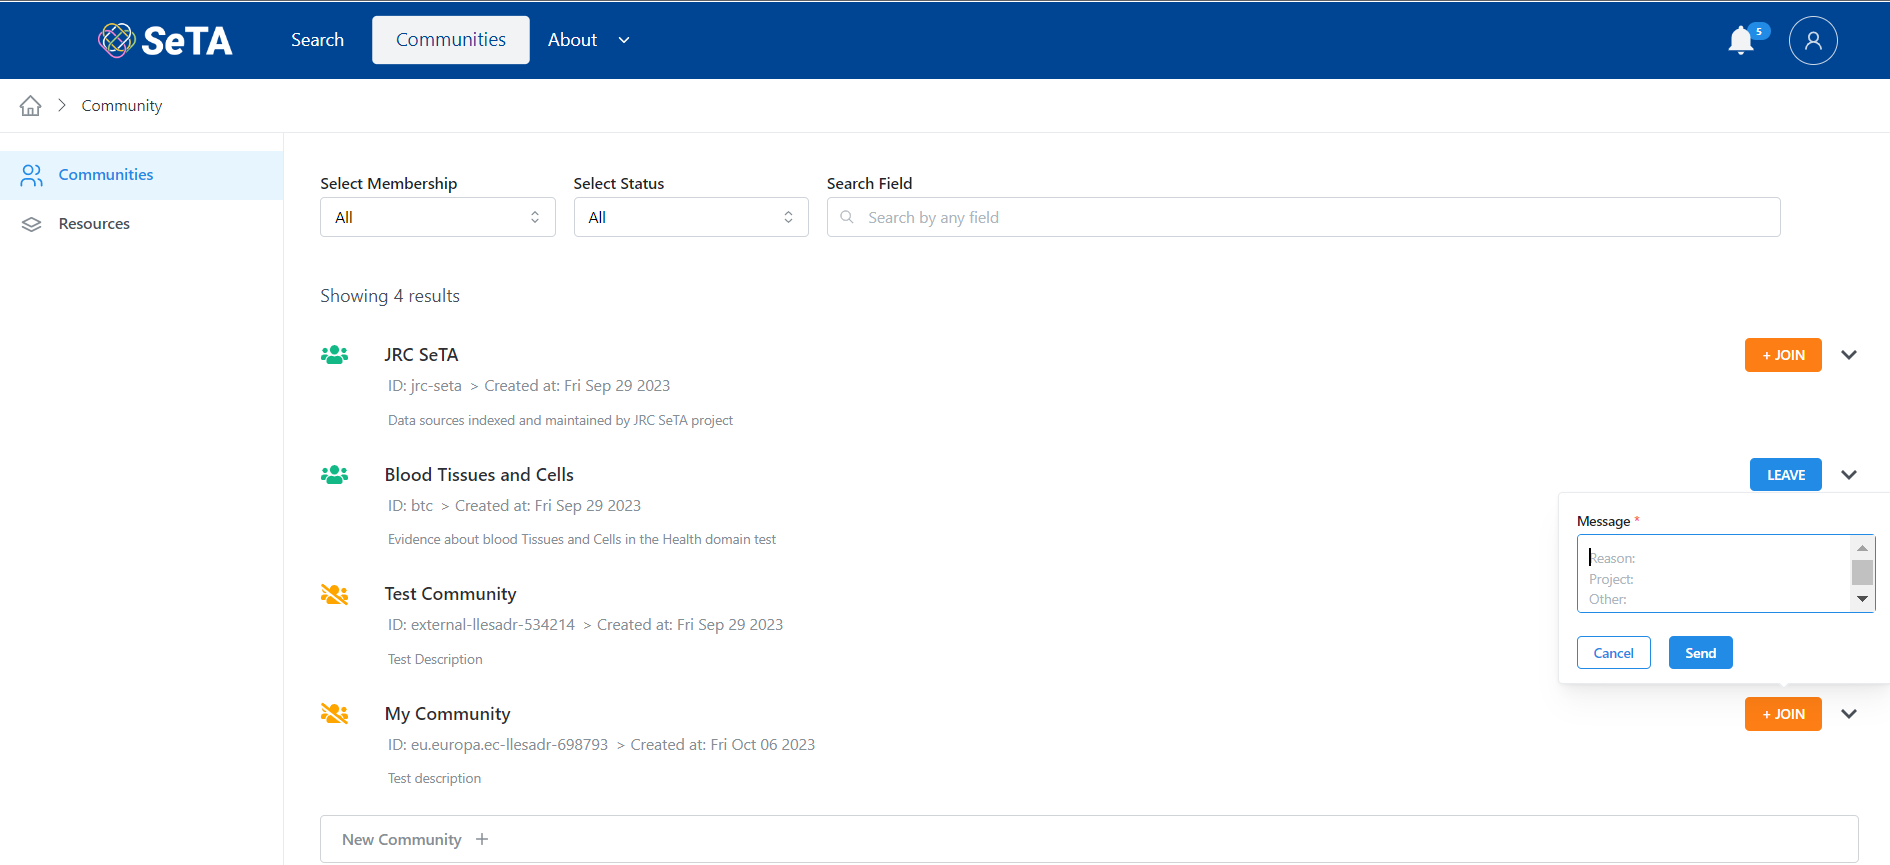 SeTA
Search
Communities
About
5
Community
Communities
Resources
Select Membership
Select Status
Search Field
All
All
Search by any field
Showing 4 results
JRC SeTA
+ JOIN
ID: jrc-seta > Created at: Fri Sep 29 2023
Data sources indexed and maintained by JRC SeTA project
Blood Tissues and Cells
LEAVE
ID: btc > Created at: Fri Sep 29 2023
Evidence about blood Tissues and Cells in the Health domain test
Message *
Reason:
Project:
Other:
Cancel
Send
Test Community
ID: external-llesadr-534214 > Created at: Fri Sep 29 2023
Test Description
My Community
+ JOIN
ID: eu.europa.ec-llesadr-698793 > Created at: Fri Oct 06 2023
Test description
New Community +